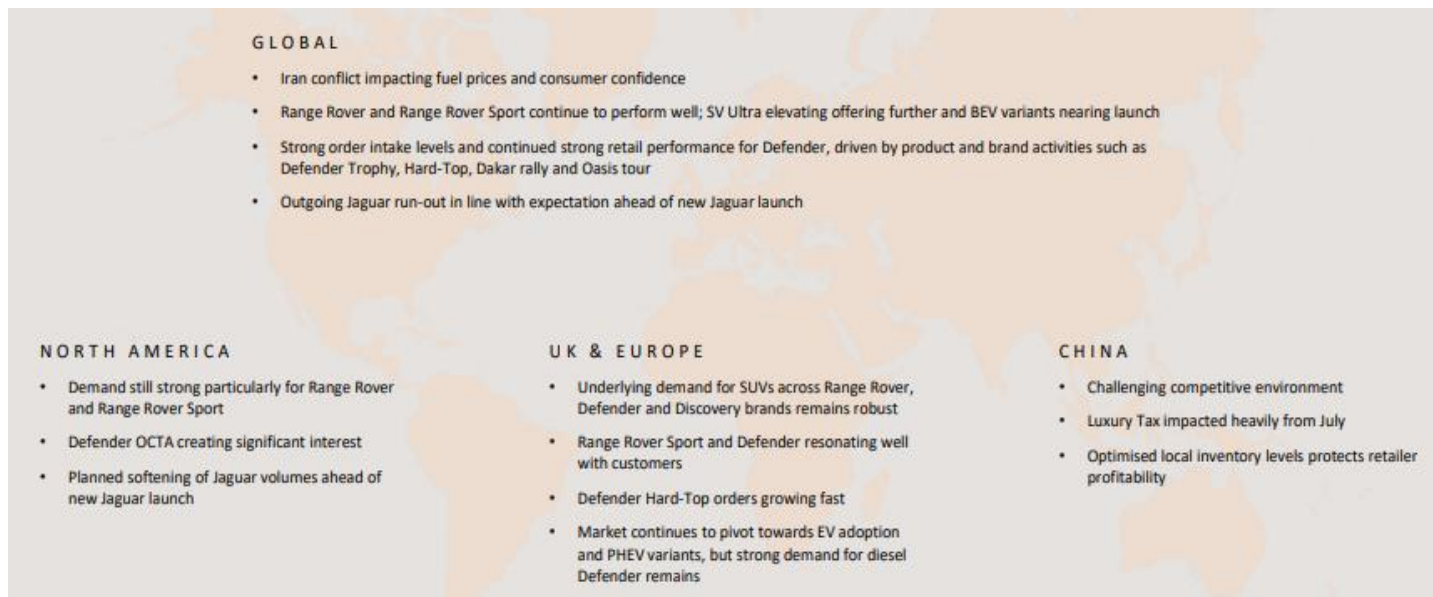 GLOBAL
• Iran conflict impacting fuel prices and consumer confidence
• Range Rover and Range Rover Sport continue to perform well; SV Ultra elevating offering further and BEV variants nearing launch
• Strong order intake levels and continued strong retail performance for Defender, driven by product and brand activities such as
Defender Trophy, Hard-Top, Dakar rally and Oasis tour
• Outgoing Jaguar run-out in line with expectation ahead of new Jaguar launch
NORTH AMERICA
• Demand still strong particularly for Range Rover
and Range Rover Sport
• Defender OCTA creating significant interest
• Planned softening of Jaguar volumes ahead of
new Jaguar launch
UK & EUROPE
• Underlying demand for SUVs across Range Rover,
Defender and Discovery brands remains robust
• Range Rover Sport and Defender resonating well
with customers
• Defender Hard-Top orders growing fast
• Market continues to pivot towards EV adoption
and PHEV variants, but strong demand for diesel
Defender remains
CHINA
• Challenging competitive environment
• Luxury Tax impacted heavily from July
• Optimised local inventory levels protects retailer
profitability